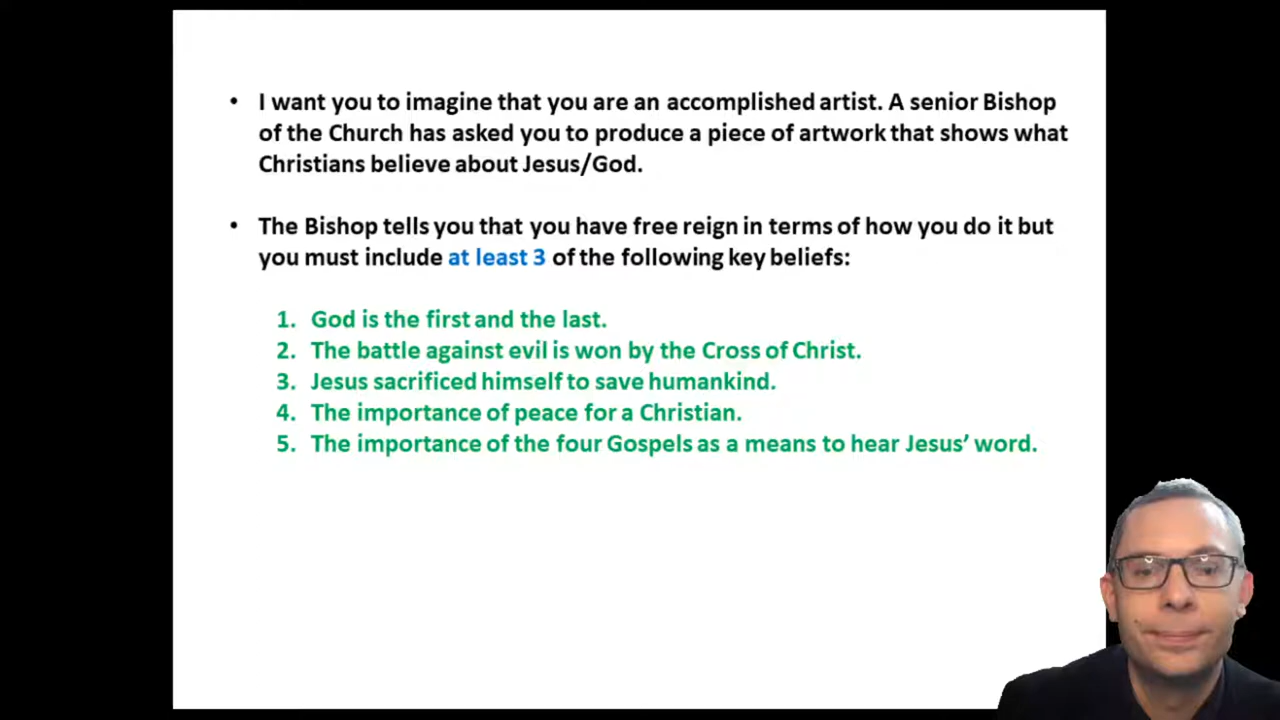 • I want you to imagine that you are an accomplished artist. A senior Bishop
of the Church has asked you to produce a piece of artwork that shows what
Christians believe about Jesus/God.
• The Bishop tells you that you have free reign in terms of how you do it but
you must include at least 3 of the following key beliefs:
1. God is the first and the last.
2. The battle against evil is won by the Cross of Christ.
3. Jesus sacrificed himself to save humankind.
4. The importance of peace for a Christian.
5. The importance of the four Gospels as a means to hear Jesus’ word.